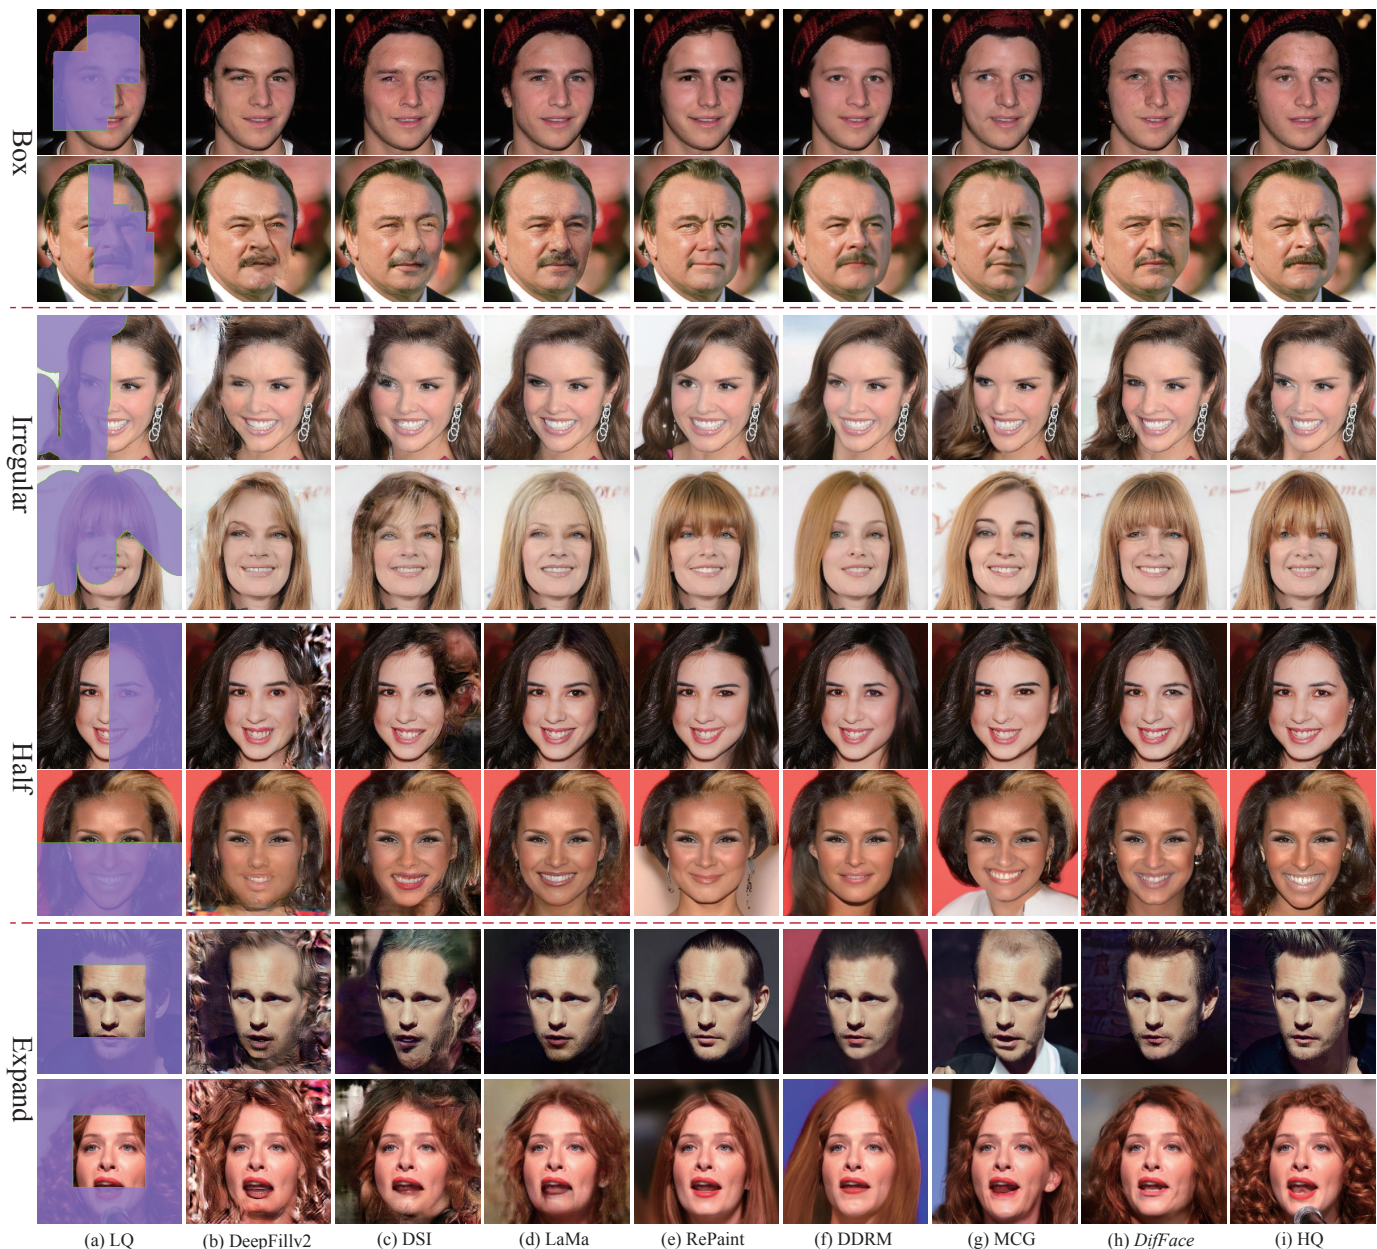 Box
Irregular
Half
Expand
(a) LQ
(b) DeepFillv2
(c) DSI
(d) LaMa
(e) RePaint
(f) DDRM
(g) MCG
(h) DifFace
(i) HQ